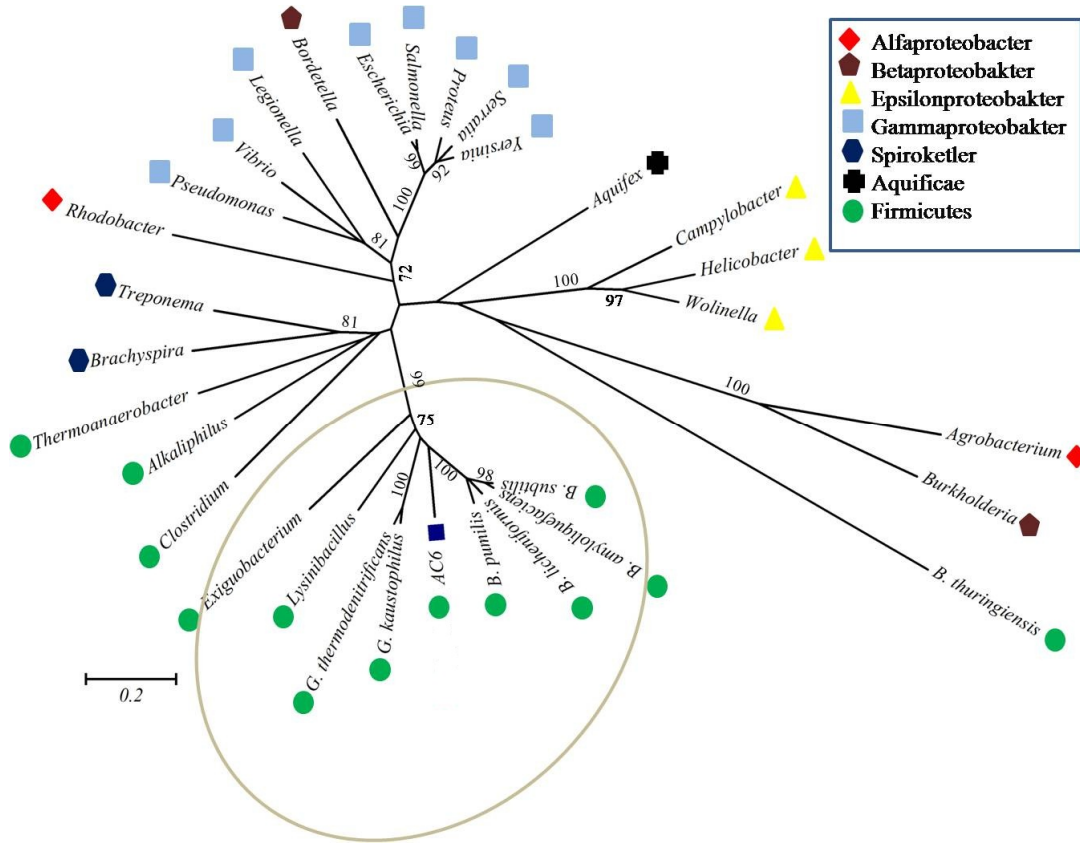 Alfaproteobacter
Betaproteobakter
Epsilonproteobakter
Gammaproteobakter
Spiroketler
Aquificae
Firmicutes
Bordetella
Escherichia
Salmonella
Proteus
Serratia
Yersinia
Legionella
Vibrio
Pseudomonas
Rhodobacter
Treponema
Brachyspira
Thermoanaerobacter
Alkaliphilus
Clostridium
Exiguobacterium
Lysinibacillus
G. thermodenitrificans
G. kaustophilus
AC6
B. pumilis
B. licheniformis
B. amyloliquefaciens
B. subtilis
Aquifex
Campylobacter
Helicobacter
Wolinella
Agrobacterium
Burkholderia
B. thuringiensis
99
92
100
81
72
81
99
75
100
100
98
100
97
100
0.2